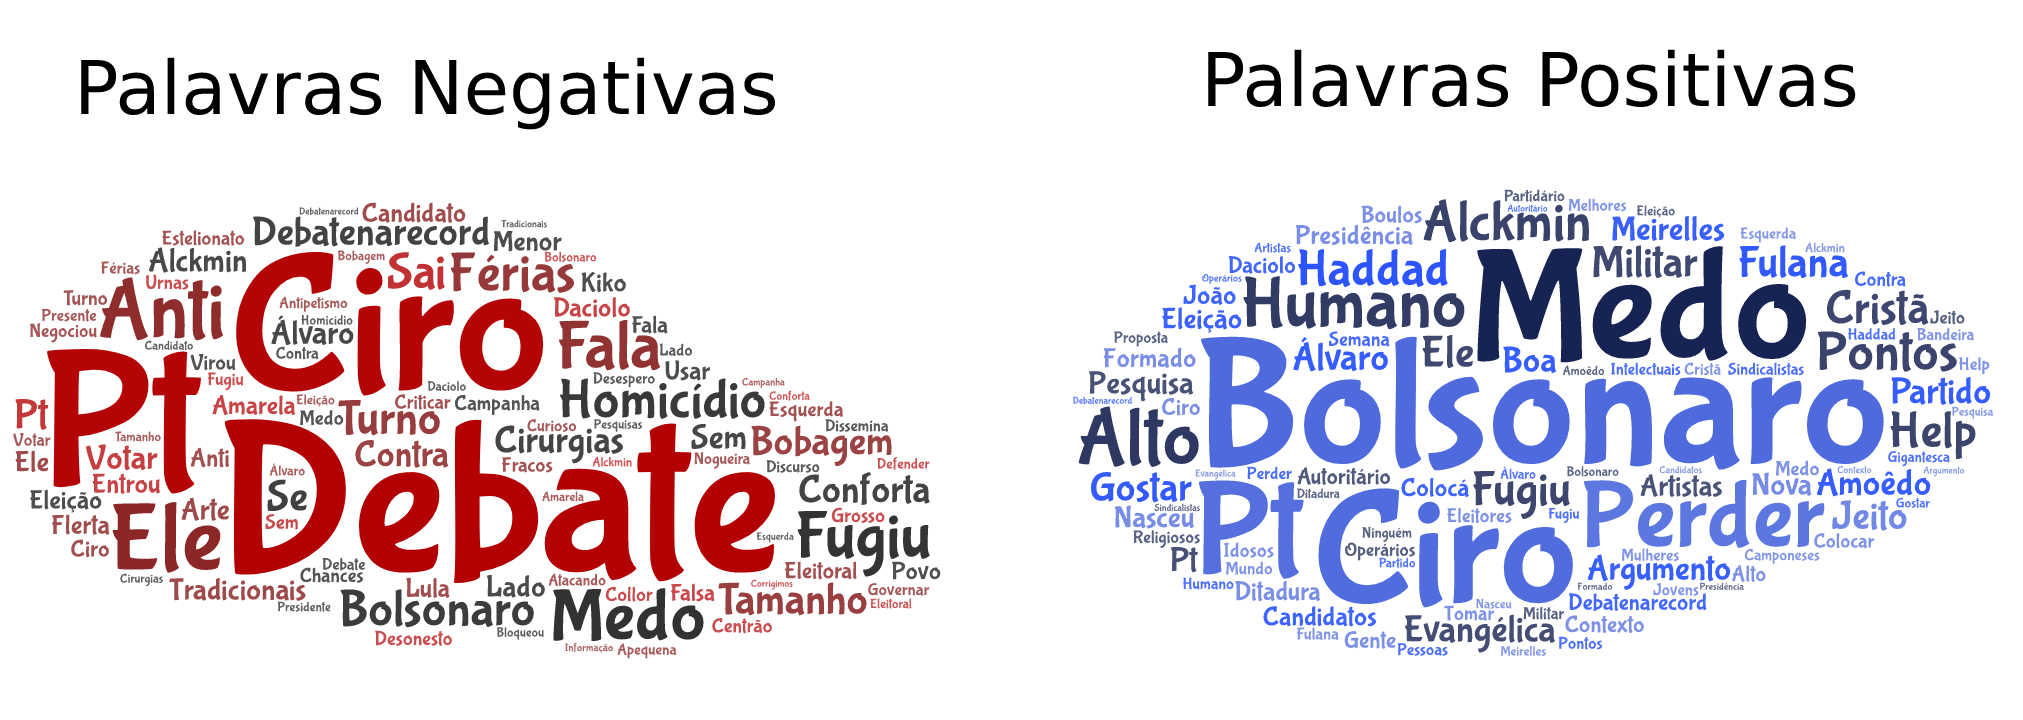 Palavras Negativas
Debatenarecord Candidato
Estelionato Debatenarecord Tradicionais
Menor
Férias Alckmin Bobagem Sai Férias Bolsonaro
Urnas Kiko
Turno Anti Ciro Antipetismo Daciolo
Presente Homicídio
Negociou Álvaro Fala Fala
Candidato Contra Lado
Pt Virou Usar
Fugiu Daciolo Desespero Campanha
Pt Amarela Eleição Criticar Campanha Homicídio Conforta
Medo Turno Esquerda
Votar Tamanho Curioso Pesquisas Dissemina
Ele Votar Anti Contra Cirurgias Sem Bobagem
Entrou Álvaro Fracos Alckmin Nogueira Discurso Defender
Eleição Se Debate Amarela Conforta
Flerta Arte Sem Grosso
Ciro Ele Esquerda Fugiu
Cirurgias Debate Eleitoral Povo
Chances
Tradicionais Lula Lado Atacando Corrigimos Governar
Presidente Bolsonaro Collor Falsa Tamanho Eleitoral
Desonesto Bloqueou Medo Centrão
Informação Apequena
Palavras Positivas
Partidário
Boulos Alckmin Autoritário Melhores Eleição
Presidência Meirelles Esquerda
Artistas Alckmin
Daciolo Haddad Militar Fulana
Operários Contra
João Humano Medo Cristã
Eleição Jeito
Proposta Semana Haddad Bandeira
Formado Álvaro Ele Boa Pontos Help
Pesquisa Bolsonaro Amoêdo Intelectuais Cristã Sindicalistas
Debatenarecord Ciro Partido
Alto Pesquisa
Help
Gigantesca
Evangélica Perder Autoritário Álvaro Bolsonaro Candidatos Medo Contexto Argumento
Gostar Ditadura Colocá Fugiu Artistas Nova Amoêdo
Sindicalistas Pt Ciro Eleitores Fugiu Perder Gostar
Nasceu Jeito
Religiosos Ninguém Colocar
Pt Idosos Operários Mulheres Camponeses
Mundo Partido Argumento Alto
Humano Ditadura Formado Jovens Presidência
Candidatos Nasceu Debatenarecord
Tomar Militar
Fulana Gente Evangélica Contexto
Pessoas Meirelles Pontos